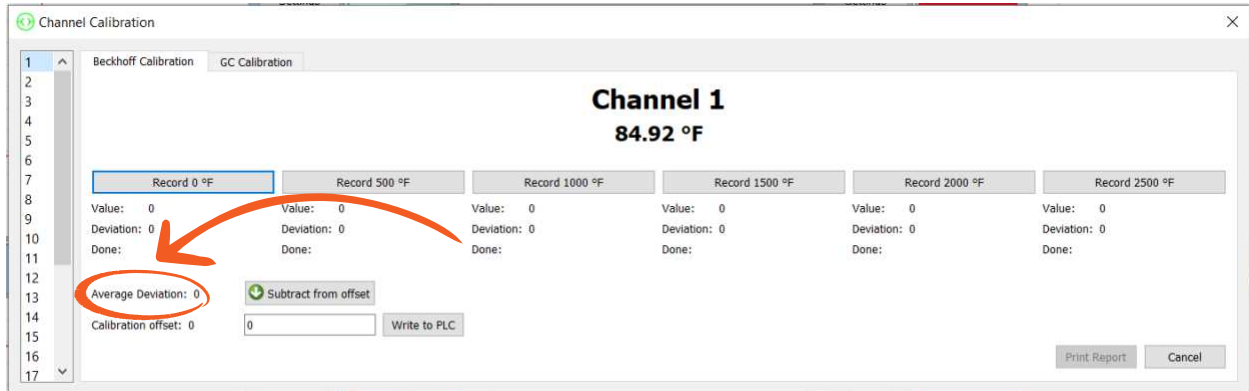 Channel Calibration
1
2
3
4
5
6
7
8
9
10
11
12
13
14
15
16
17
Beckhoff Calibration GC Calibration
Channel 1
84.92 °F
Record 0 °F Record 500 °F Record 1000 °F Record 1500 °F Record 2000 °F Record 2500 °F
Value: 0 Value: 0 Value: 0 Value: 0 Value: 0 Value: 0
Deviation: 0 Deviation: 0 Deviation: 0 Deviation: 0 Deviation: 0 Deviation: 0
Done: Done: Done: Done: Done: Done:
Average Deviation: 0 Subtract from offset
Calibration offset: 0 0 Write to PLC
Print Report Cancel